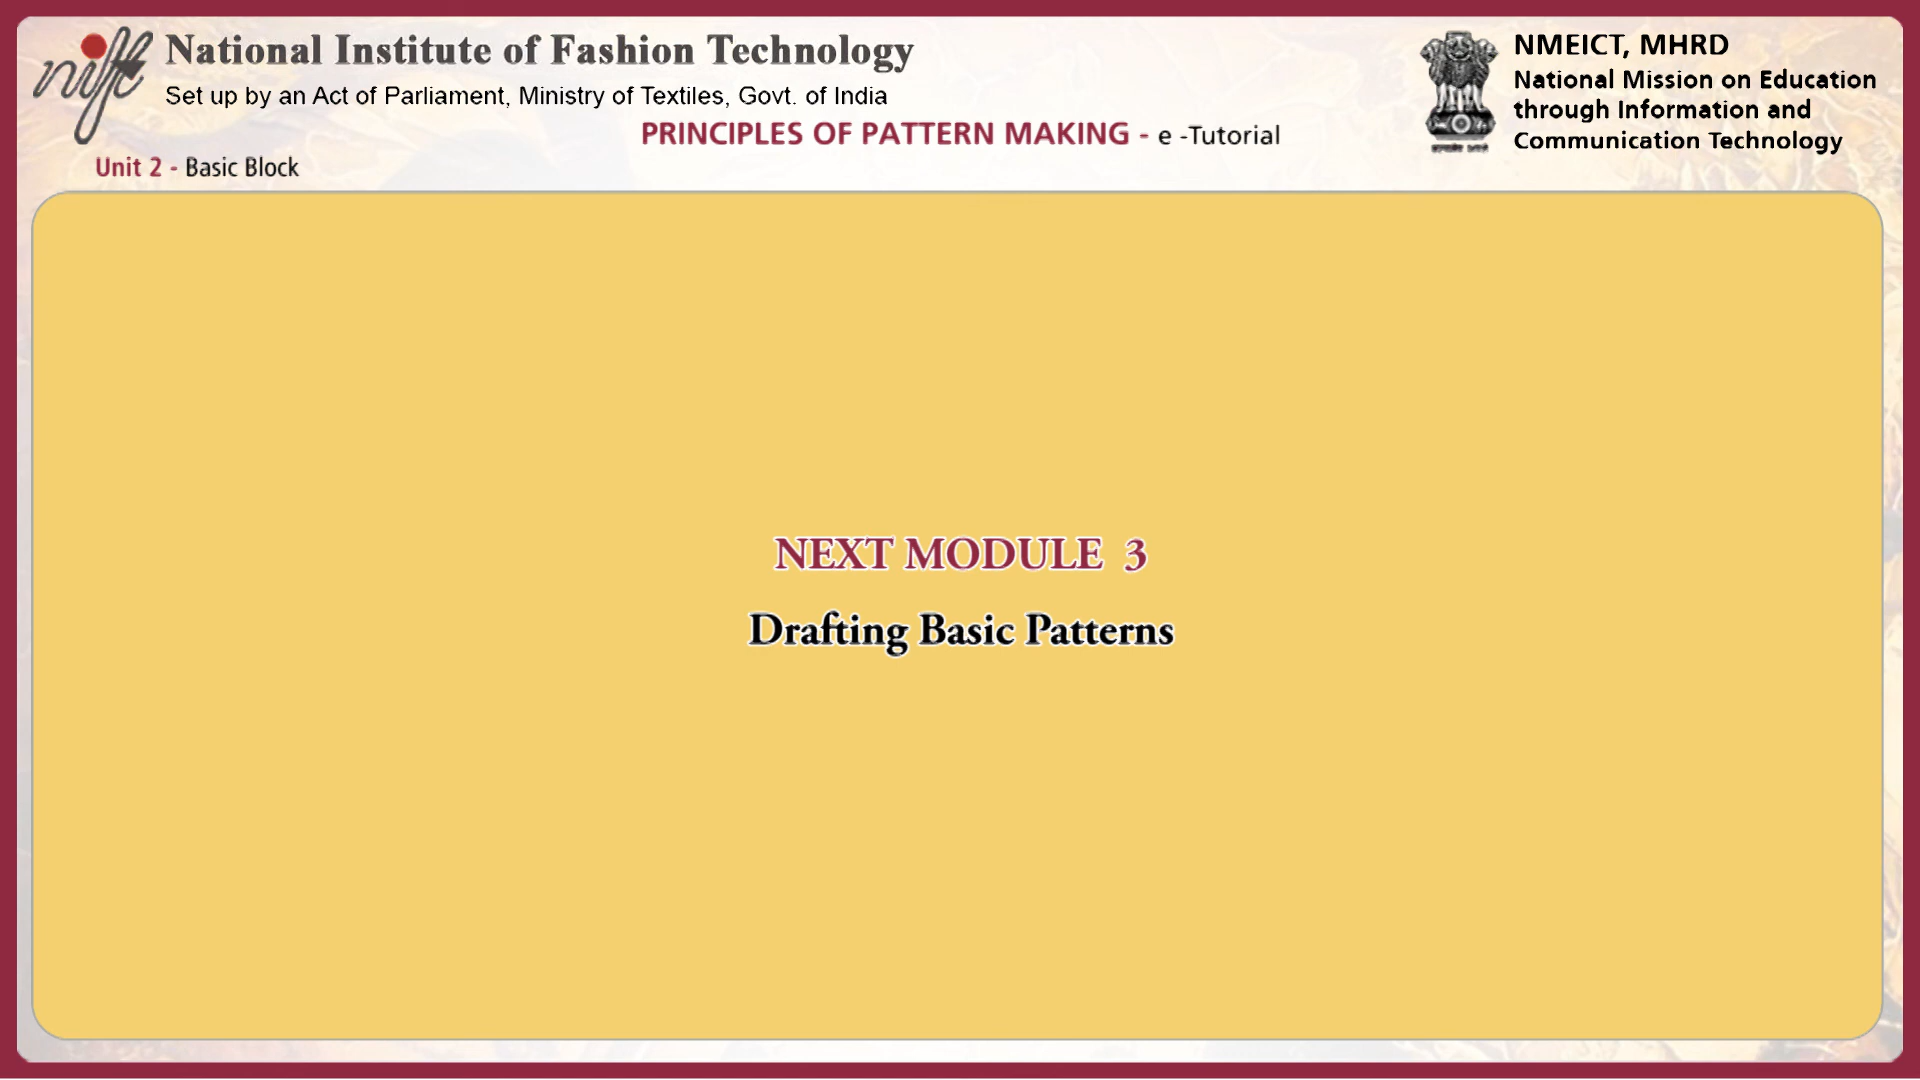 nift
National Institute of Fashion Technology
Set up by an Act of Parliament, Ministry of Textiles, Govt. of India
NMEICT, MHRD
National Mission on Education
through Information and
Communication Technology
PRINCIPLES OF PATTERN MAKING - e -Tutorial
Unit 2 - Basic Block
NEXT MODULE 3
Drafting Basic Patterns